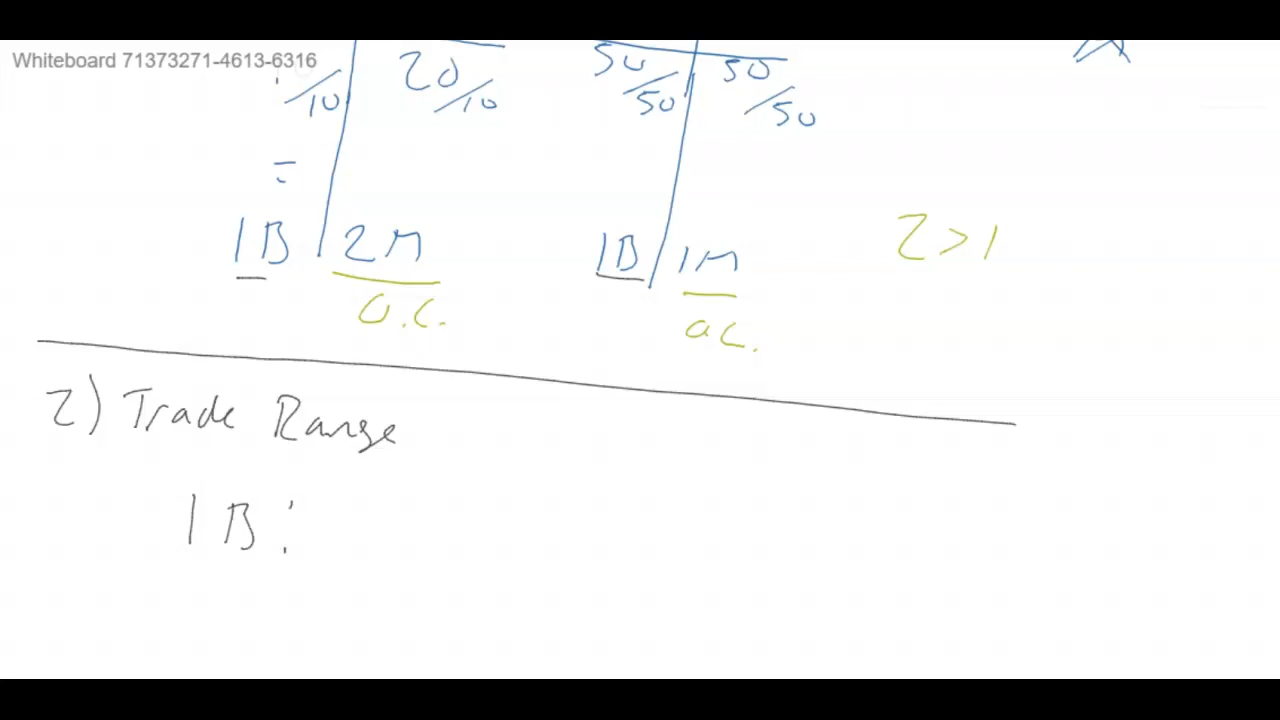 Whiteboard 71373271-4613-6316
/10 20/10 50/50 50/50
=
1B 2M 1B 1M 2>1
O.C. O.C.
2) Trade Range
1B: